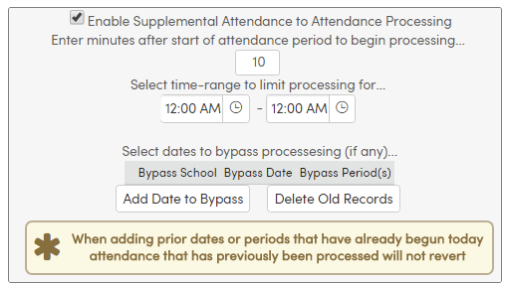 Enable Supplemental Attendance to Attendance Processing
Enter minutes after start of attendance period to begin processing...
10
Select time-range to limit processing for...
12:00 AM - 12:00 AM
Select dates to bypass processesing (if any)...
Bypass School Bypass Date Bypass Period(s)
Add Date to Bypass Delete Old Records
When adding prior dates or periods that have already begun today
attendance that has previously been processed will not revert